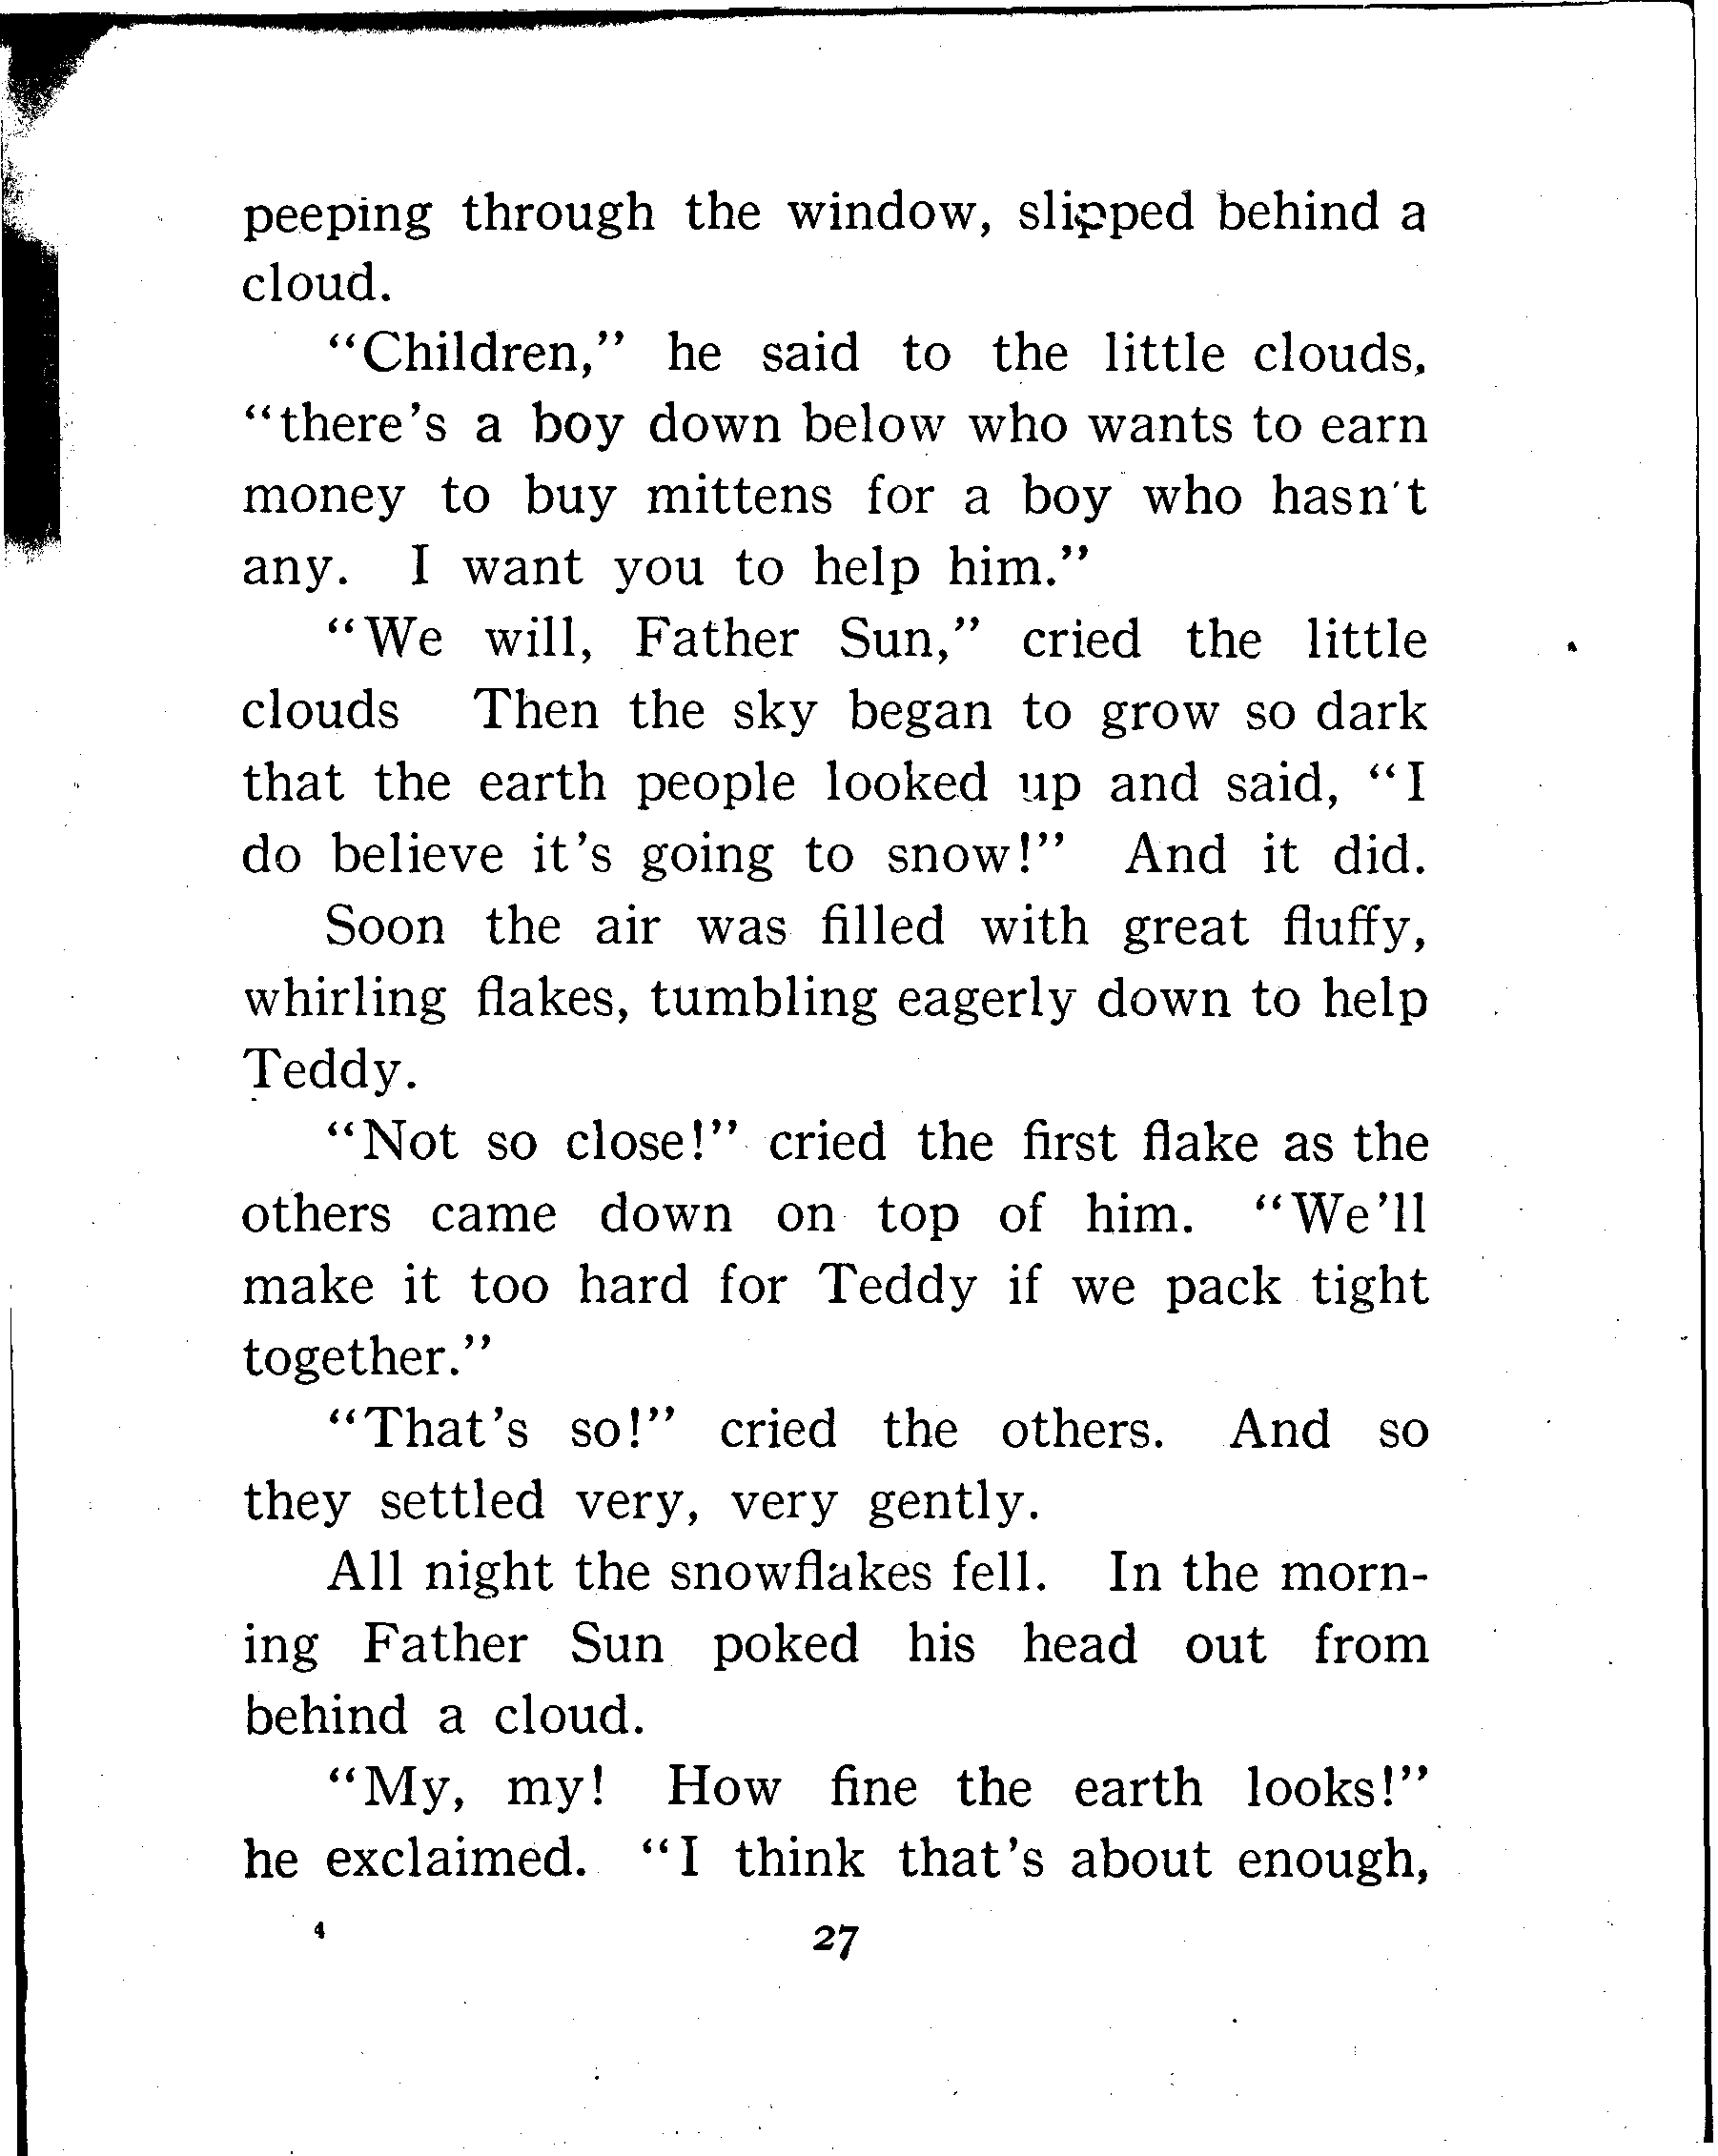 peeping through the window, slipped behind a
cloud.
“Children,” he said to the little clouds,
“there’s a boy down below who wants to earn
money to buy mittens for a boy who hasn’t
any. I want you to help him.”
“We will, Father Sun,” cried the little
clouds Then the sky began to grow so dark
that the earth people looked up and said, “I
do believe it’s going to snow!” And it did.
Soon the air was filled with great fluffy,
whirling flakes, tumbling eagerly down to help
Teddy.
“Not so close!” cried the first flake as the
others came down on top of him. “We’ll
make it too hard for Teddy if we pack tight
together.”
“That’s so!” cried the others. And so
they settled very, very gently.
All night the snowflakes fell. In the morn-
ing Father Sun poked his head out from
behind a cloud.
“My, my! How fine the earth looks!”
he exclaimed. “I think that’s about enough,
4 27